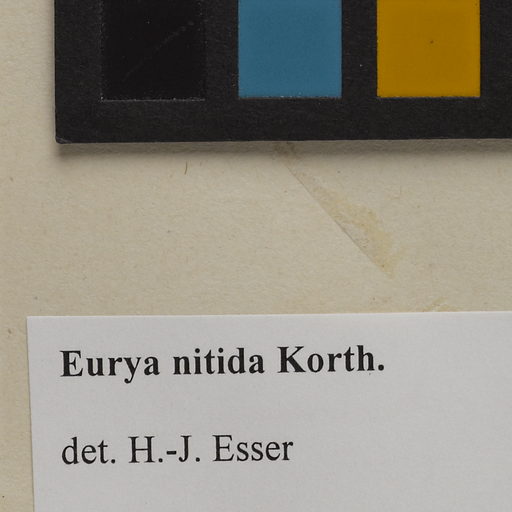 Eurya nitida Korth.
det. H.-J. Esser